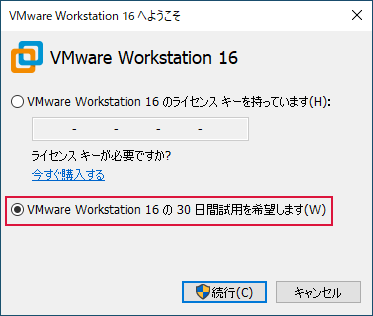 VMware Workstation 16 へようこそ
VMware Workstation 16
VMware Workstation 16 のライセンス キーを持っています(H):
- - - -
ライセンス キーが必要ですか?
今すぐ購入する
VMware Workstation 16 の 30 日間試用を希望します(W)
続行(C)
キャンセル